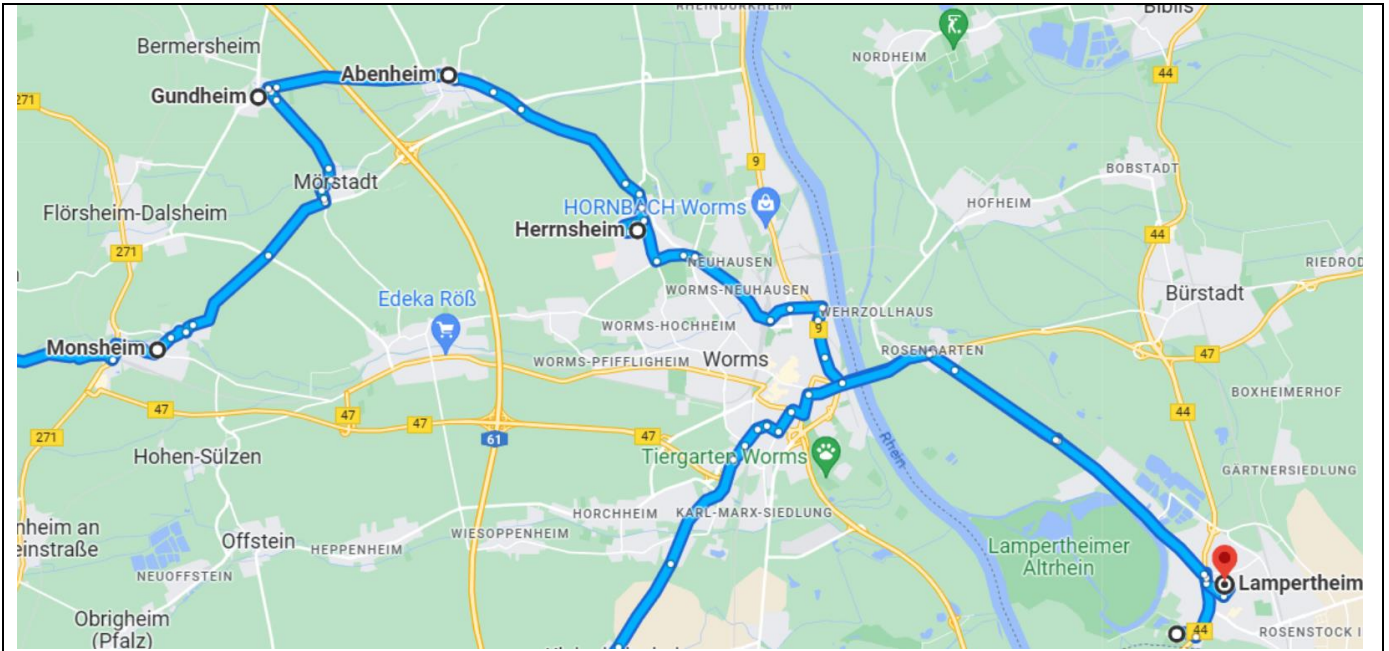 RHEINDÜRKHEIM
Biblis
Bermersheim
NORDHEIM
Abenheim
44
Gundheim
271
9
BOBSTADT
Mörstadt
HORNBACH Worms
HOFHEIM
Flörsheim-Dalsheim
Herrnsheim
44
271
NEUHAUSEN
RIEDROD
WORMS-NEUHAUSEN
Bürstadt
Edeka Röß
WEHRZOLLHAUS
WORMS-HOCHHEIM
9
Monsheim
ROSENGARTEN
WORMS-PFIFFLIGHEIM
Worms
47
BOXHEIMERHOF
47
47
47
44
271
61
47
Rhein
Hohen-Sülzen
Tiergarten Worms
GÄRTNERSIEDLUNG
HORCHHEIM
KARL-MARX-SIEDLUNG
nheim an
einstraße
Offstein
HEPPENHEIM
WIESOPPENHEIM
Lampertheimer
Altrhein
NEUOFFSTEIN
Lampertheim
Obrigheim
(Pfalz)
44
ROSENSTOCK I